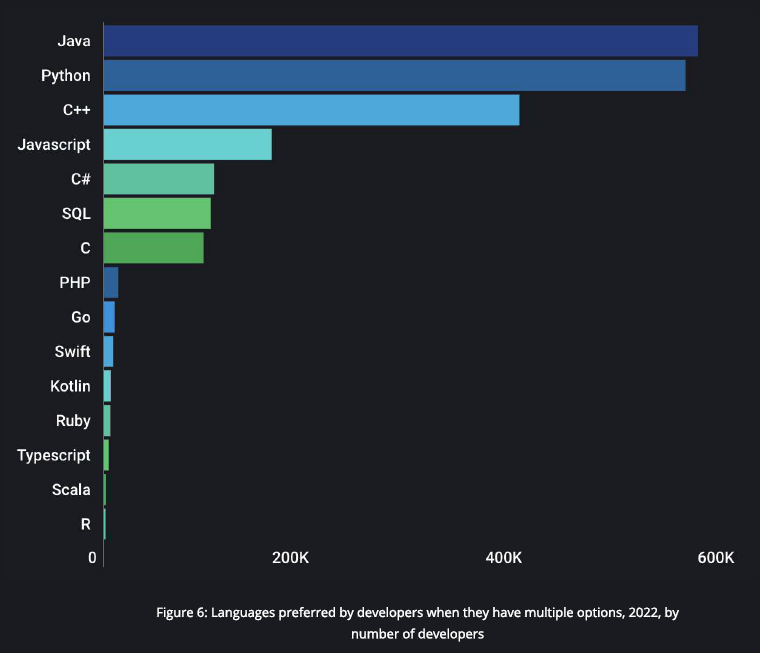 Java
Python
C++
Javascript
C#
SQL
C
PHP
Go
Swift
Kotlin
Ruby
Typescript
Scala
R
0 200K 400K 600K
Figure 6: Languages preferred by developers when they have multiple options, 2022, by
number of developers